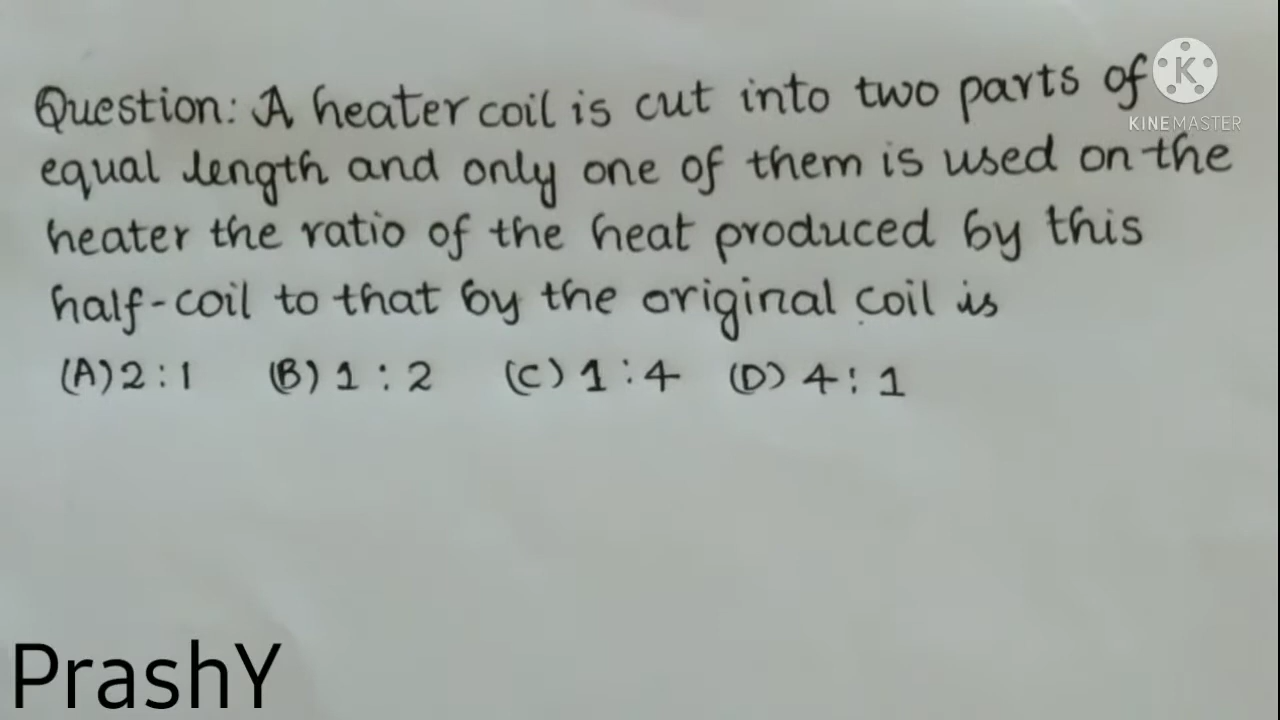 Question: A heater coil is cut into two parts of
K
KINEMASTER
equal length and only one of them is used on the
heater the ratio of the heat produced by this
half-coil to that by the original coil is
(A) 2 : 1 (B) 1 : 2 (C) 1 : 4 (D) 4 : 1
PrashY